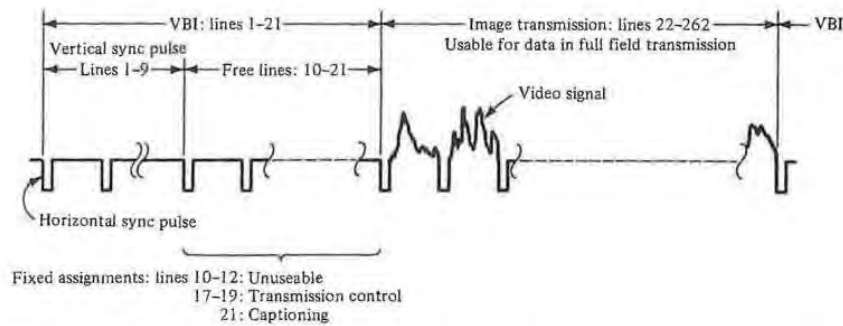 VBI: lines 1–21
Image transmission: lines 22–262
VBI
Usable for data in full field transmission
Vertical sync pulse
Lines 1–9
Free lines: 10–21
Video signal
Horizontal sync pulse
Fixed assignments: lines 10–12: Unuseable
17–19: Transmission control
21: Captioning